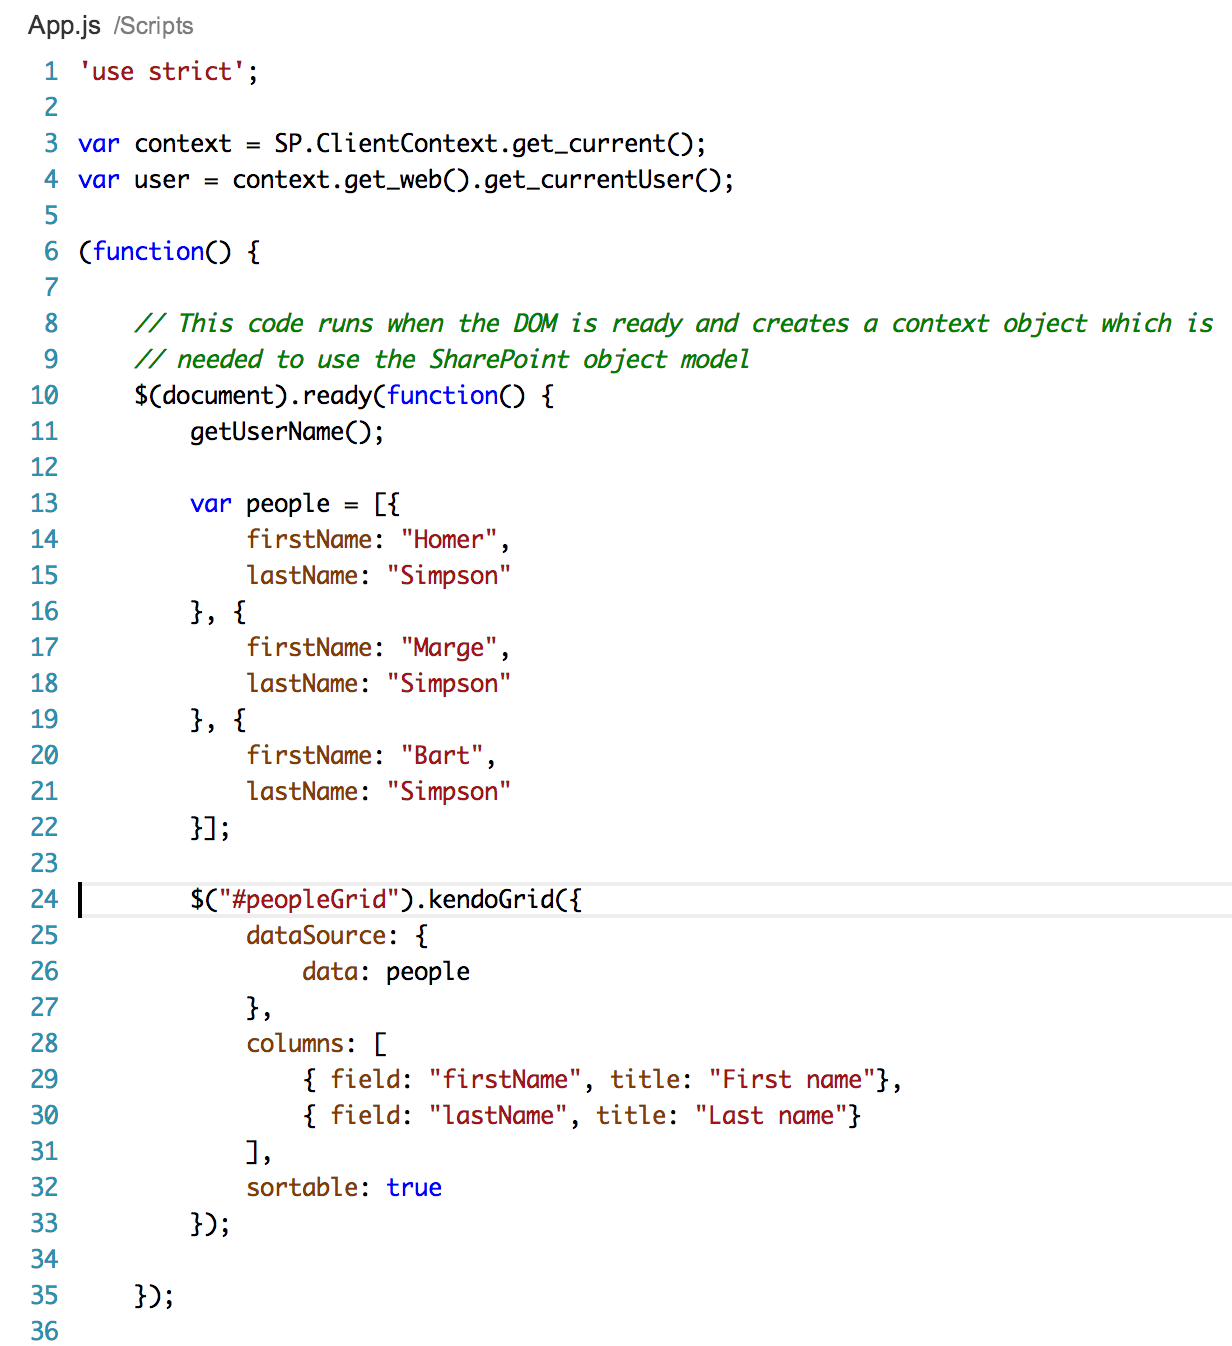 App.js /Scripts
1 'use strict';
2
3 var context = SP.ClientContext.get_current();
4 var user = context.get_web().get_currentUser();
5
6 (function() {
7
8     // This code runs when the DOM is ready and creates a context object which is
9     // needed to use the SharePoint object model
10     $(document).ready(function() {
11         getUserName();
12
13         var people = [{
14             firstName: "Homer",
15             lastName: "Simpson"
16         }, {
17             firstName: "Marge",
18             lastName: "Simpson"
19         }, {
20             firstName: "Bart",
21             lastName: "Simpson"
22         }];
23
24         $("#peopleGrid").kendoGrid({
25             dataSource: {
26                 data: people
27             },
28             columns: [
29                 { field: "firstName", title: "First name"},
30                 { field: "lastName", title: "Last name"}
31             ],
32             sortable: true
33         });
34
35     });
36